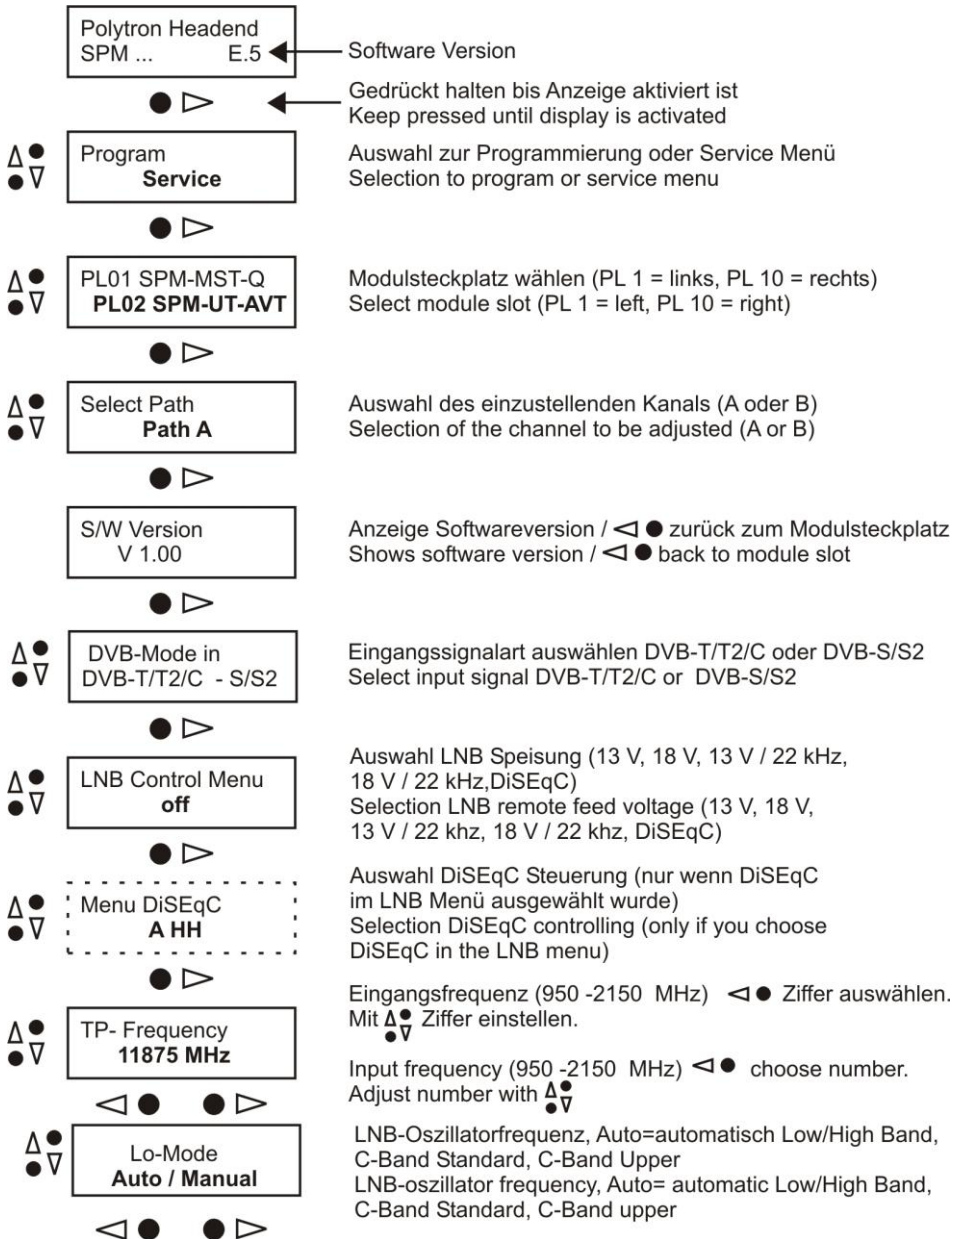 Polytron Headend
SPM ... E.5
Software Version
Gedrückt halten bis Anzeige aktiviert ist
Keep pressed until display is activated
Program
Service
Auswahl zur Programmierung oder Service Menü
Selection to program or service menu
PL01 SPM-MST-Q
PL02 SPM-UT-AVT
Modulsteckplatz wählen (PL 1 = links, PL 10 = rechts)
Select module slot (PL 1 = left, PL 10 = right)
Select Path
Path A
Auswahl des einzustellenden Kanals (A oder B)
Selection of the channel to be adjusted (A or B)
S/W Version
V 1.00
Anzeige Softwareversion / ◁ ● zurück zum Modulsteckplatz
Shows software version / ◁ ● back to module slot
DVB-Mode in
DVB-T/T2/C - S/S2
Eingangssignalart auswählen DVB-T/T2/C oder DVB-S/S2
Select input signal DVB-T/T2/C or DVB-S/S2
LNB Control Menu
off
Auswahl LNB Speisung (13 V, 18 V, 13 V / 22 kHz,
18 V / 22 kHz,DiSEqC)
Selection LNB remote feed voltage (13 V, 18 V,
13 V / 22 khz, 18 V / 22 khz, DiSEqC)
Menu DiSEqC
A HH
Auswahl DiSEqC Steuerung (nur wenn DiSEqC
im LNB Menü ausgewählt wurde)
Selection DiSEqC controlling (only if you choose
DiSEqC in the LNB menu)
TP- Frequency
11875 MHz
Eingangsfrequenz (950 -2150 MHz) ◁ ● Ziffer auswählen.
Mit Ziffer einstellen.
Input frequency (950 -2150 MHz) ◁ ● choose number.
Adjust number with
Lo-Mode
Auto / Manual
LNB-Oszillatorfrequenz, Auto=automatisch Low/High Band,
C-Band Standard, C-Band Upper
LNB-oszillator frequency, Auto= automatic Low/High Band,
C-Band Standard, C-Band upper